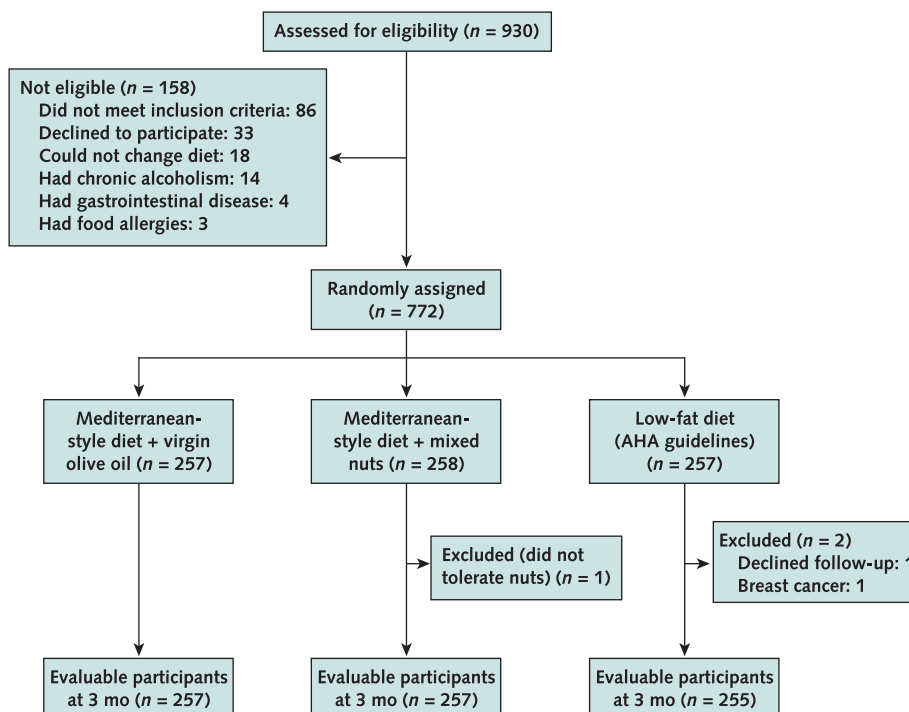 Assessed for eligibility (n = 930)
Not eligible (n = 158)
Did not meet inclusion criteria: 86
Declined to participate: 33
Could not change diet: 18
Had chronic alcoholism: 14
Had gastrointestinal disease: 4
Had food allergies: 3
Randomly assigned
(n = 772)
Mediterranean-
style diet + virgin
olive oil (n = 257)
Mediterranean-
style diet + mixed
nuts (n = 258)
Low-fat diet
(AHA guidelines)
(n = 257)
Excluded (did not
tolerate nuts) (n = 1)
Excluded (n = 2)
Declined follow-up: 1
Breast cancer: 1
Evaluable participants
at 3 mo (n = 257)
Evaluable participants
at 3 mo (n = 257)
Evaluable participants
at 3 mo (n = 255)